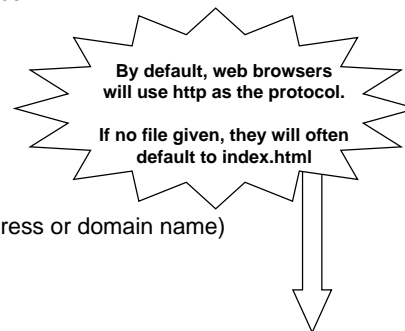 By default, web browsers
will use http as the protocol.
If no file given, they will often
default to index.html
ress or domain name)